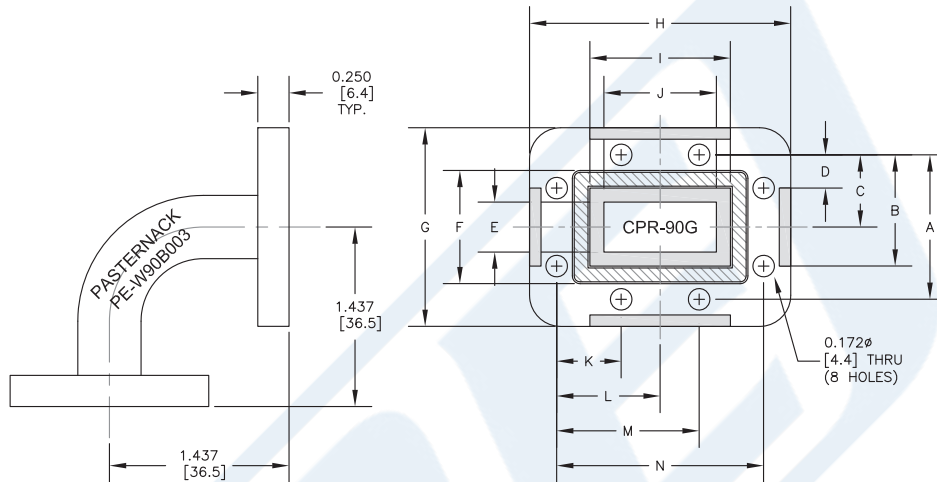 0.250
[6.4]
TYP.
PASTERNACK
PE-W90B003
1.437
[36.5]
1.437
[36.5]
H
I
J
G
F
E
CPR-90G
D
C
B
A
K
L
M
N
0.172ø
[4.4] THRU
(8 HOLES)